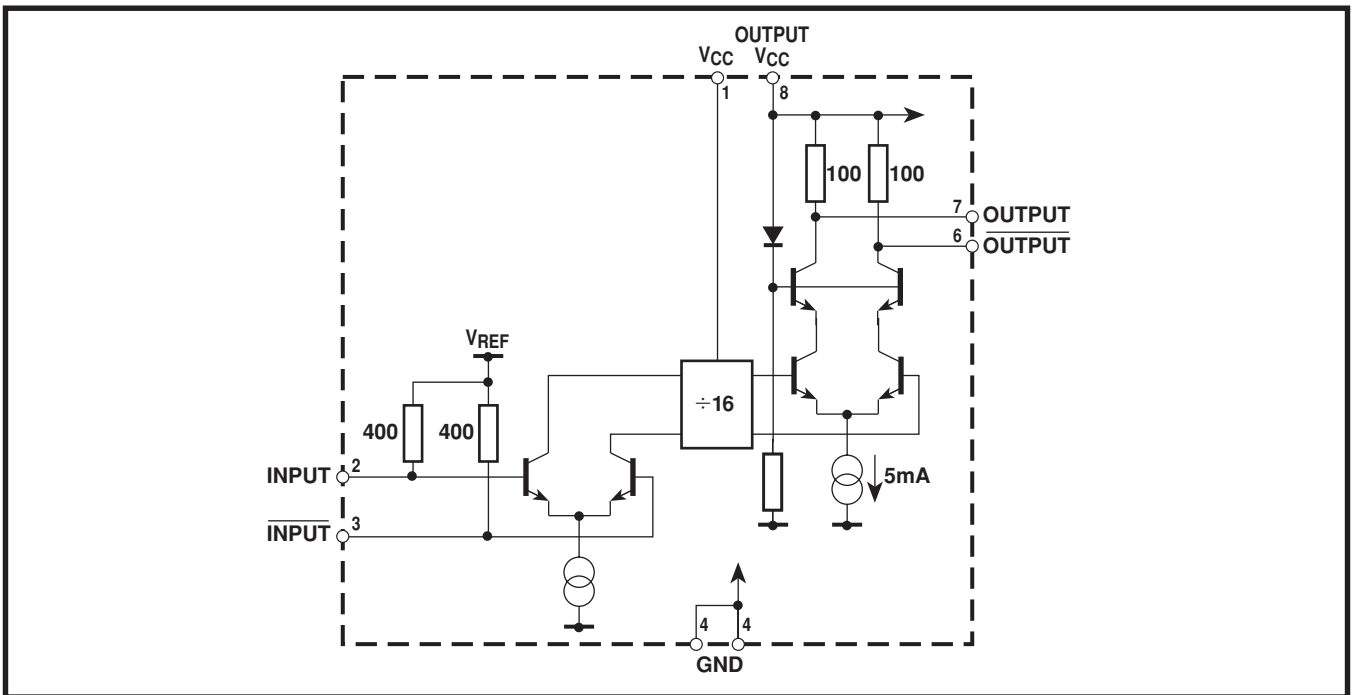 OUTPUT
VCC VCC
1 8
100 100
7 OUTPUT
6 OUTPUT
VREF
÷16
400 400
INPUT 2
5mA
INPUT 3
4 4
GND